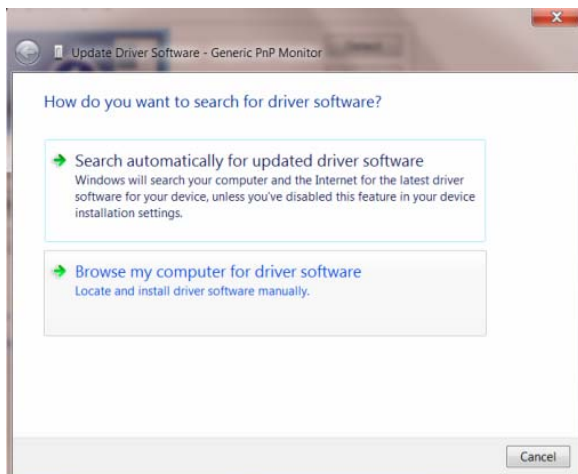 Update Driver Software - Generic PnP Monitor
How do you want to search for driver software?
Search automatically for updated driver software
Windows will search your computer and the Internet for the latest driver
software for your device, unless you've disabled this feature in your device
installation settings.
Browse my computer for driver software
Locate and install driver software manually.
Cancel